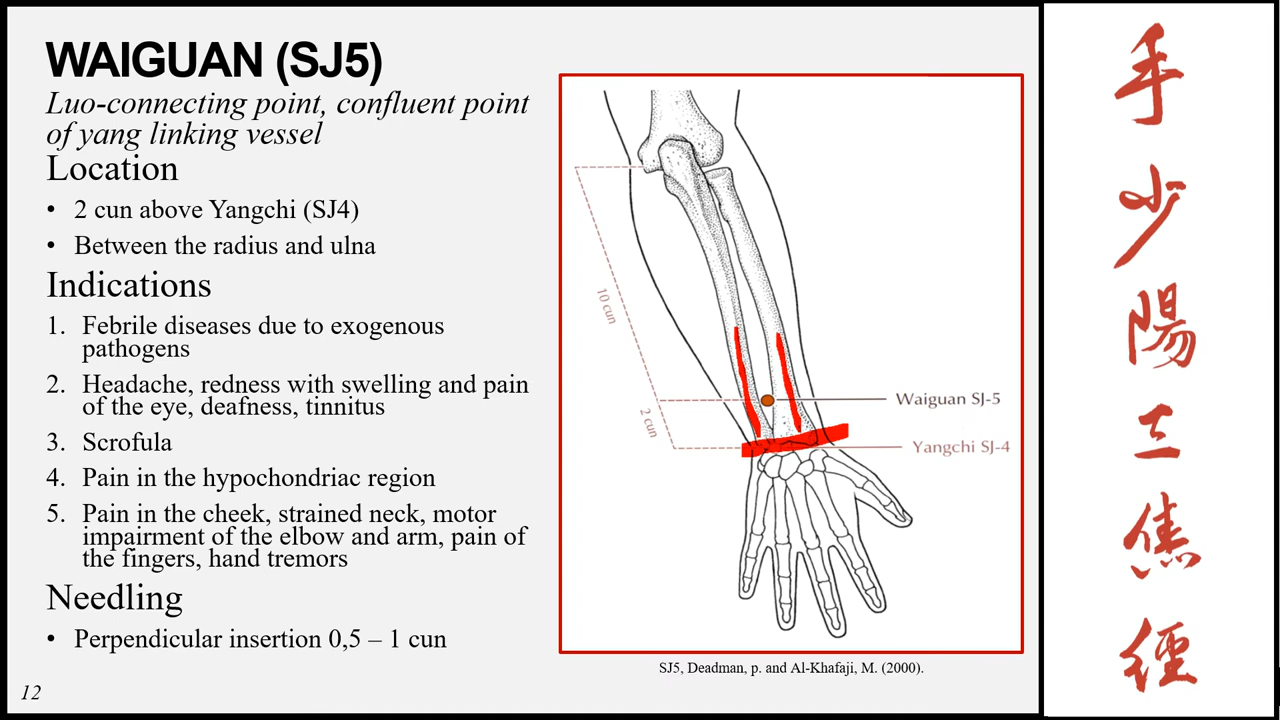 WAIGUAN (SJ5)
Luo-connecting point, confluent point
of yang linking vessel
Location
• 2 cun above Yangchi (SJ4)
• Between the radius and ulna
Indications
1. Febrile diseases due to exogenous
pathogens
2. Headache, redness with swelling and pain
of the eye, deafness, tinnitus
3. Scrofula
4. Pain in the hypochondriac region
5. Pain in the cheek, strained neck, motor
impairment of the elbow and arm, pain of
the fingers, hand tremors
Needling
• Perpendicular insertion 0,5 – 1 cun
12
10 cun
2 cun
Waiguan SJ-5
Yangchi SJ-4
SJ5, Deadman, p. and Al-Khafaji, M. (2000).
手少陽三焦經